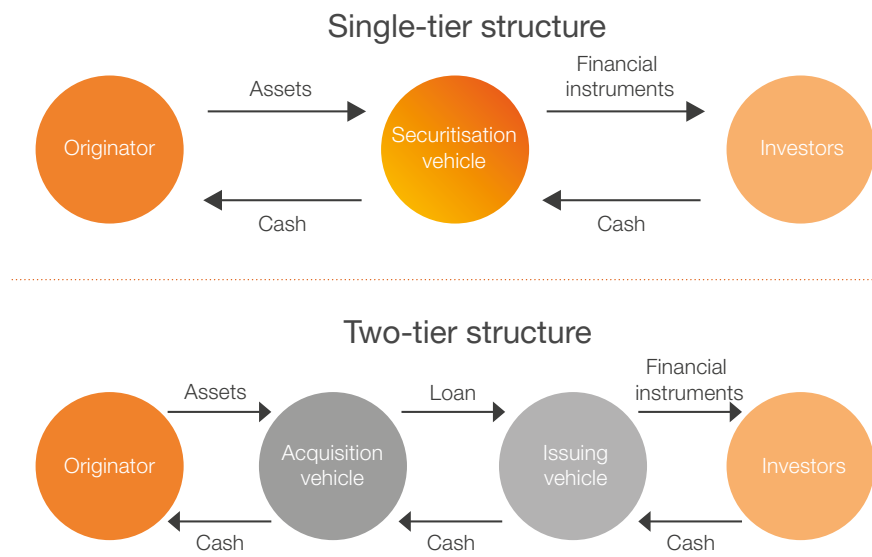 Single-tier structure
Assets
Financial
instruments
Originator
Securitisation
vehicle
Investors
Cash
Cash
Two-tier structure
Assets
Loan
Financial
instruments
Originator
Acquisition
vehicle
Issuing
vehicle
Investors
Cash
Cash
Cash